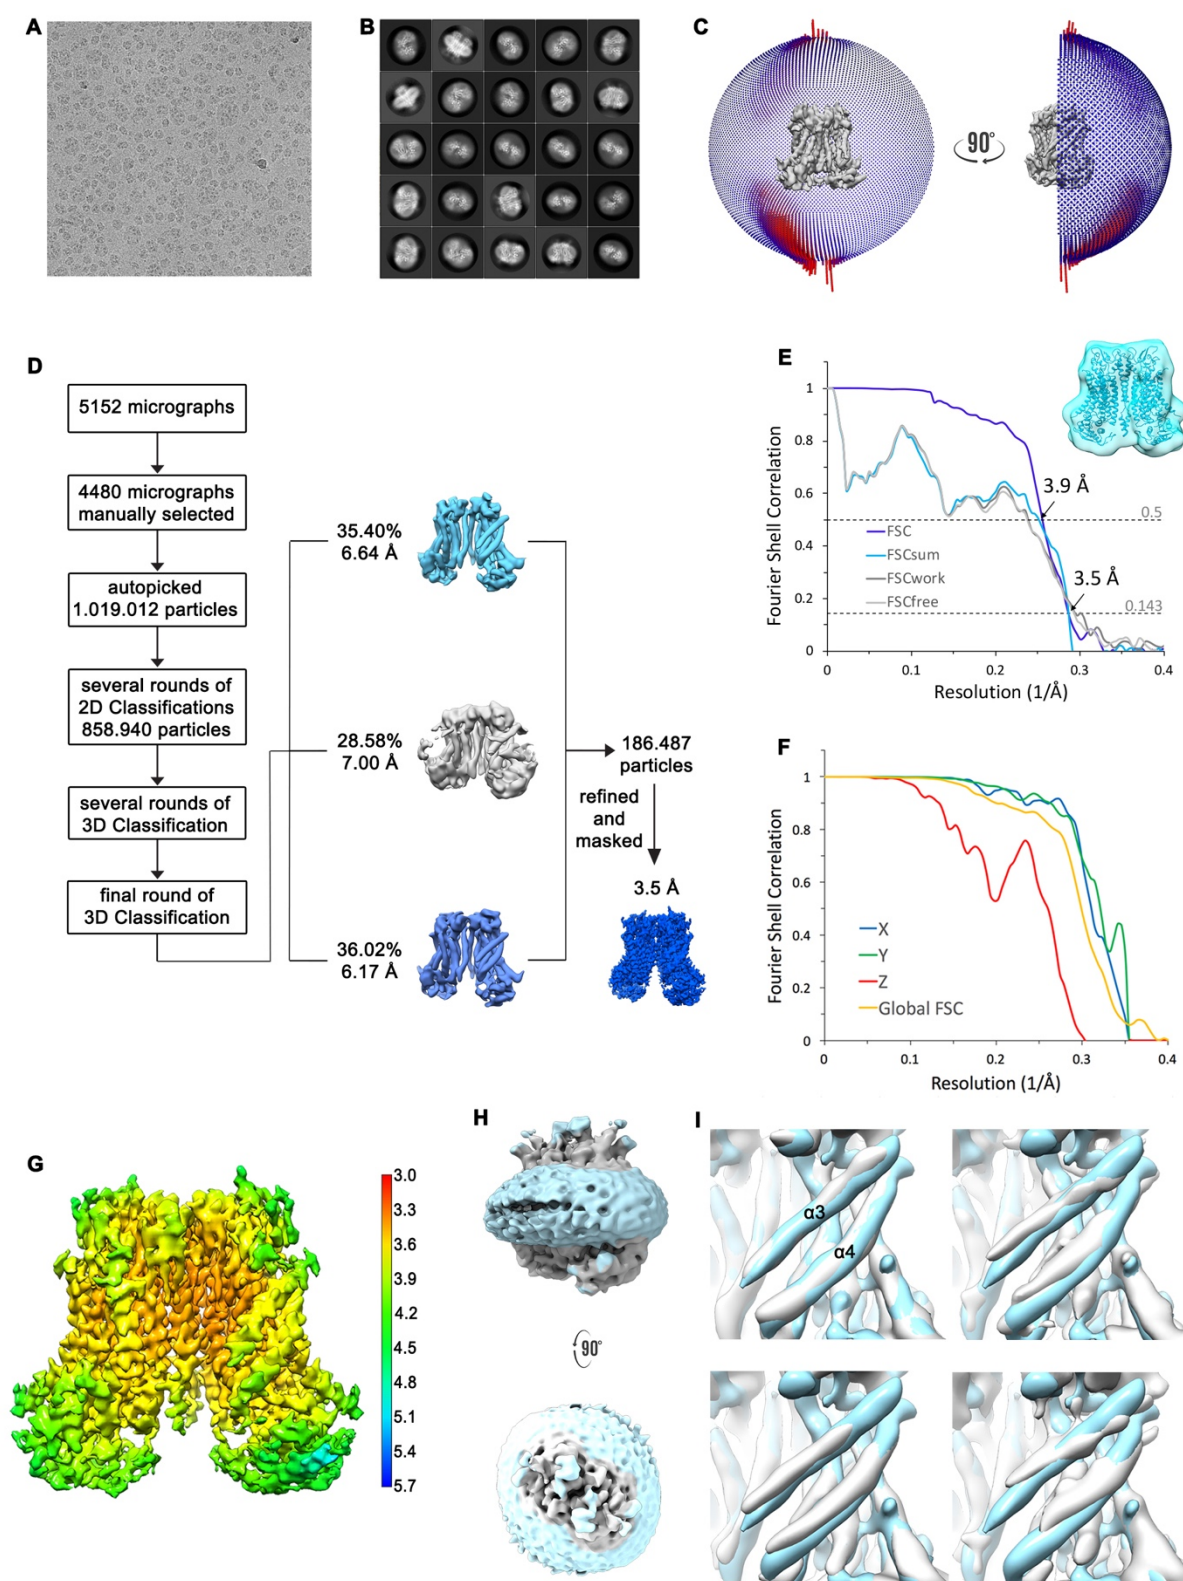 A
B
C
90°
D
5152 micrographs
4480 micrographs
manually selected
autopicked
1.019.012 particles
several rounds of
2D Classifications
858.940 particles
several rounds of
3D Classification
final round of
3D Classification
35.40%
6.64 Å
28.58%
7.00 Å
36.02%
6.17 Å
186.487
particles
refined
and
masked
3.5 Å
E
Fourier Shell Correlation
1
0.8
0.6
0.4
0.2
0
3.9 Å
0.5
3.5 Å
0.143
FSC
FSCsum
FSCwork
FSCfree
0
0.1
0.2
0.3
0.4
Resolution (1/Å)
F
Fourier Shell Correlation
1
0.8
0.6
0.4
0.2
0
X
Y
Z
Global FSC
0
0.1
0.2
0.3
0.4
Resolution (1/Å)
G
3.0
3.3
3.6
3.9
4.2
4.5
4.8
5.1
5.4
5.7
H
90°
I
α3
α4